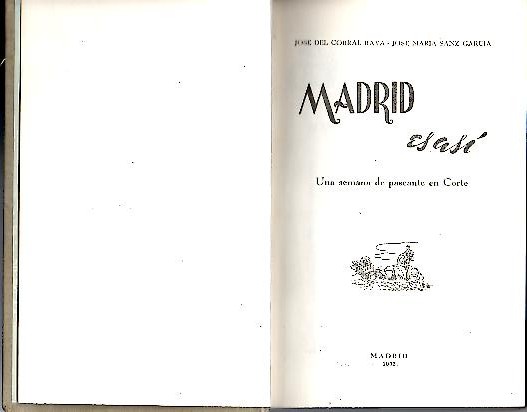 JOSE DEL CORRAL RAYA - JOSE MARIA SANZ GARCIA
MADRID
es así
Una semana de paseante en Corte
MADRID